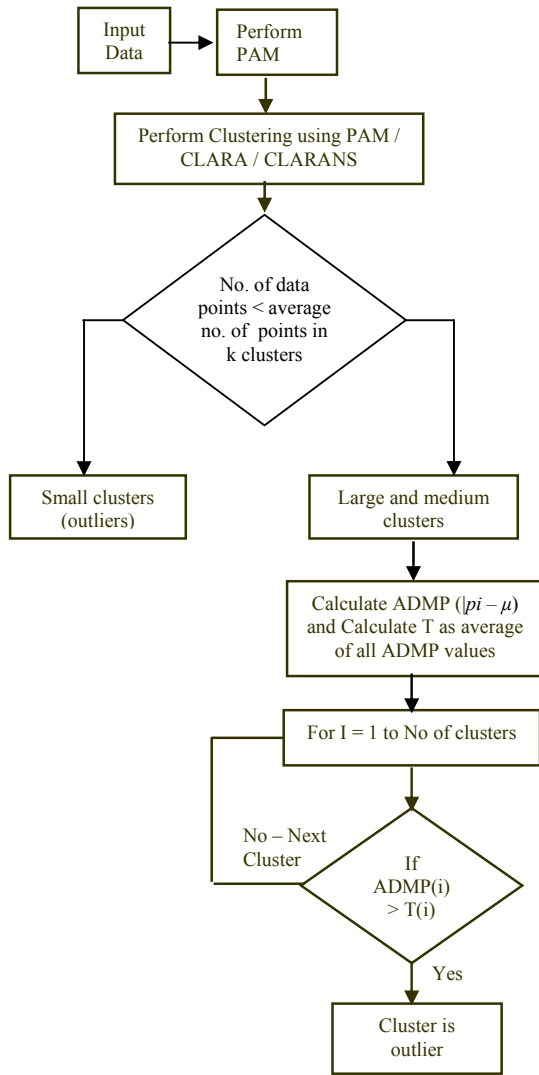 Input
Data
Perform
PAM
Perform Clustering using PAM /
CLARA / CLARANS
No. of data
points < average
no. of points in
k clusters
Small clusters
(outliers)
Large and medium
clusters
Calculate ADMP (|pi – μ)
and Calculate T as average
of all ADMP values
For I = 1 to No of clusters
No – Next
Cluster
If
ADMP(i)
> T(i)
Yes
Cluster is
outlier